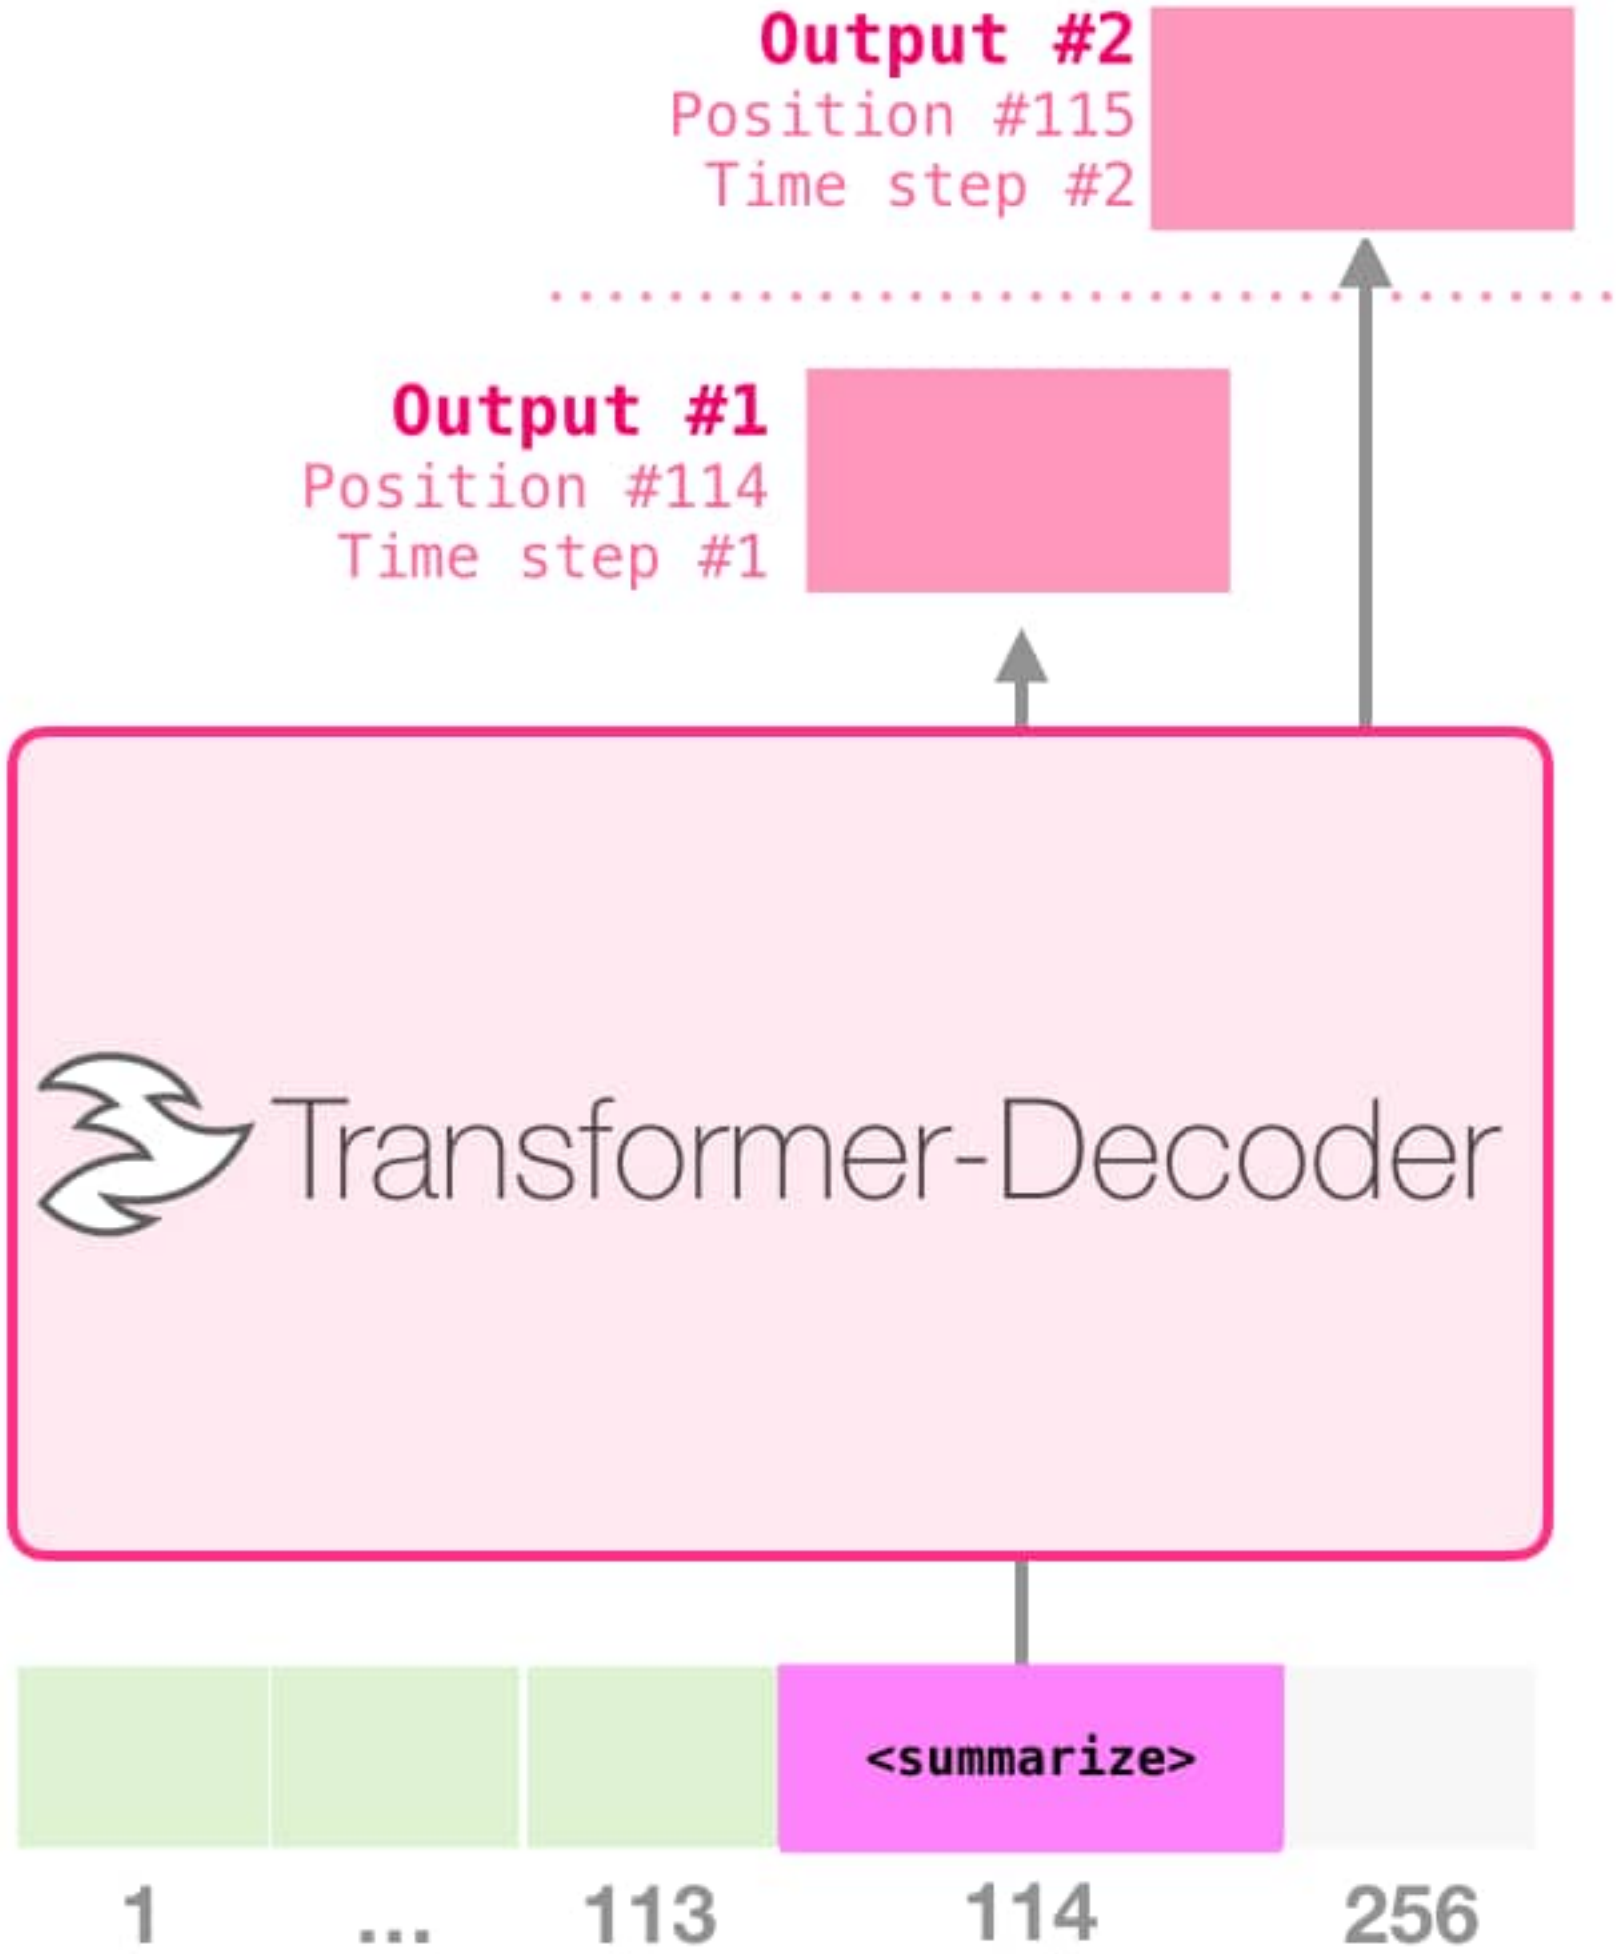 Output #2
Position #115
Time step #2
Output #1
Position #114
Time step #1
Transformer-Decoder
<summarize>
1 ... 113 114 256